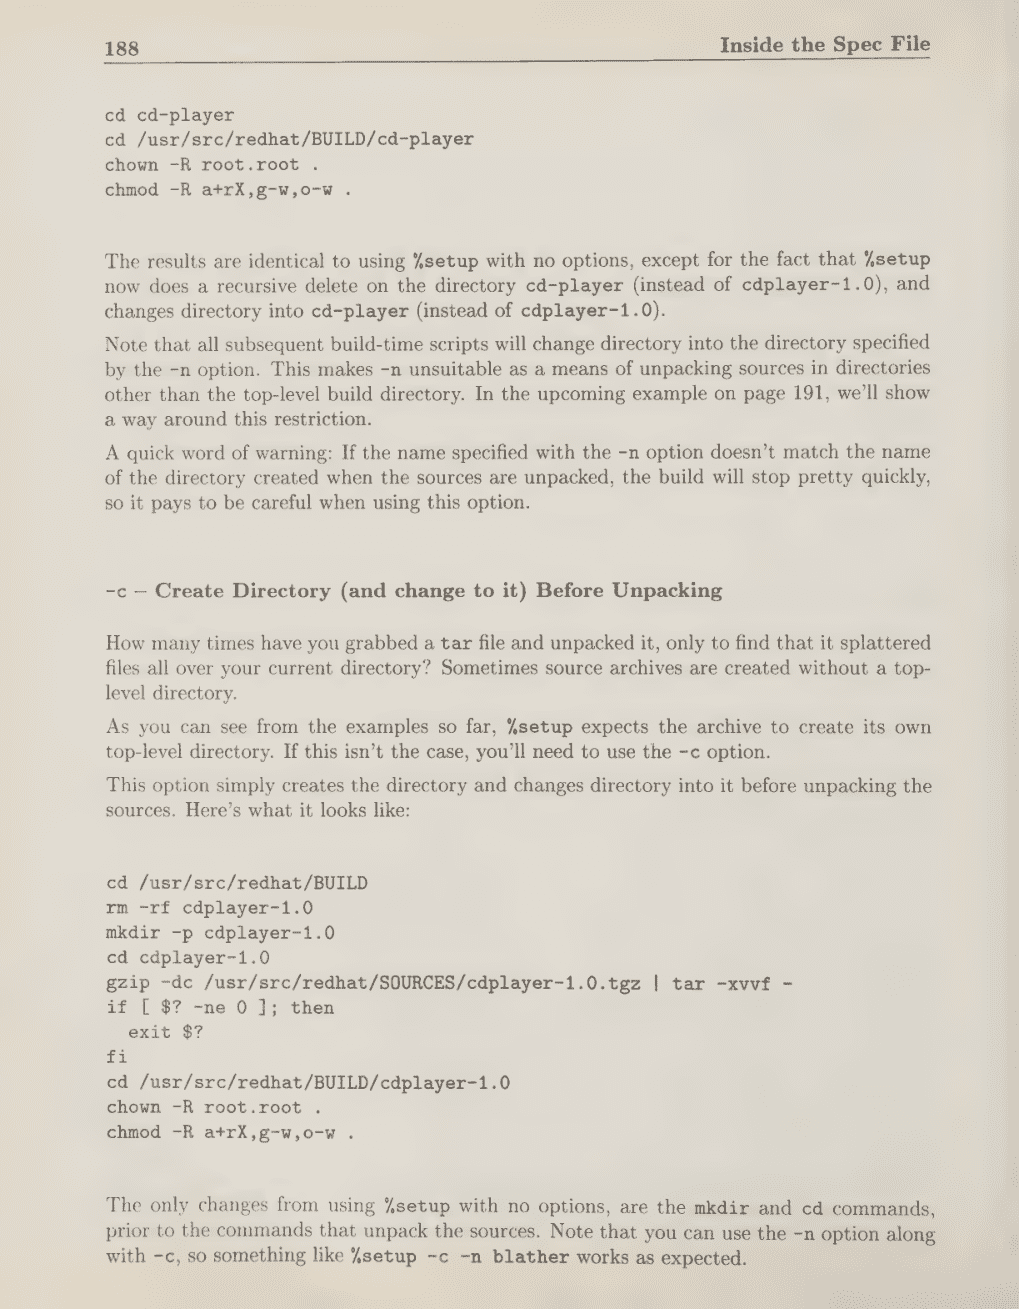 188
Inside the Spec File
cd cd-player
cd /usr/src/redhat/BUILD/cd-player
chown -R root.root .
chmod -R a+rX,g-w,o-w .
The results are identical to using %setup with no options, except for the fact that %setup
now does a recursive delete on the directory cd-player (instead of cdplayer-1.0), and
changes directory into cd-player (instead of cdplayer-1.0).
Note that all subsequent build-time scripts will change directory into the directory specified
by the -n option. This makes -n unsuitable as a means of unpacking sources in directories
other than the top-level build directory. In the upcoming example on page 191, we'll show
a way around this restriction.
A quick word of warning: If the name specified with the -n option doesn't match the name
of the directory created when the sources are unpacked, the build will stop pretty quickly,
so it pays to be careful when using this option.
-c – Create Directory (and change to it) Before Unpacking
How many times have you grabbed a tar file and unpacked it, only to find that it splattered
files all over your current directory? Sometimes source archives are created without a top-
level directory.
As you can see from the examples so far, %setup expects the archive to create its own
top-level directory. If this isn't the case, you'll need to use the -c option.
This option simply creates the directory and changes directory into it before unpacking the
sources. Here's what it looks like:
cd /usr/src/redhat/BUILD
rm -rf cdplayer-1.0
mkdir -p cdplayer-1.0
cd cdplayer-1.0
gzip -dc /usr/src/redhat/SOURCES/cdplayer-1.0.tgz | tar -xvvf -
if [ $? -ne 0 ]; then
  exit $?
fi
cd /usr/src/redhat/BUILD/cdplayer-1.0
chown -R root.root .
chmod -R a+rX,g-w,o-w .
The only changes from using %setup with no options, are the mkdir and cd commands,
prior to the commands that unpack the sources. Note that you can use the -n option along
with -c, so something like %setup -c -n blather works as expected.